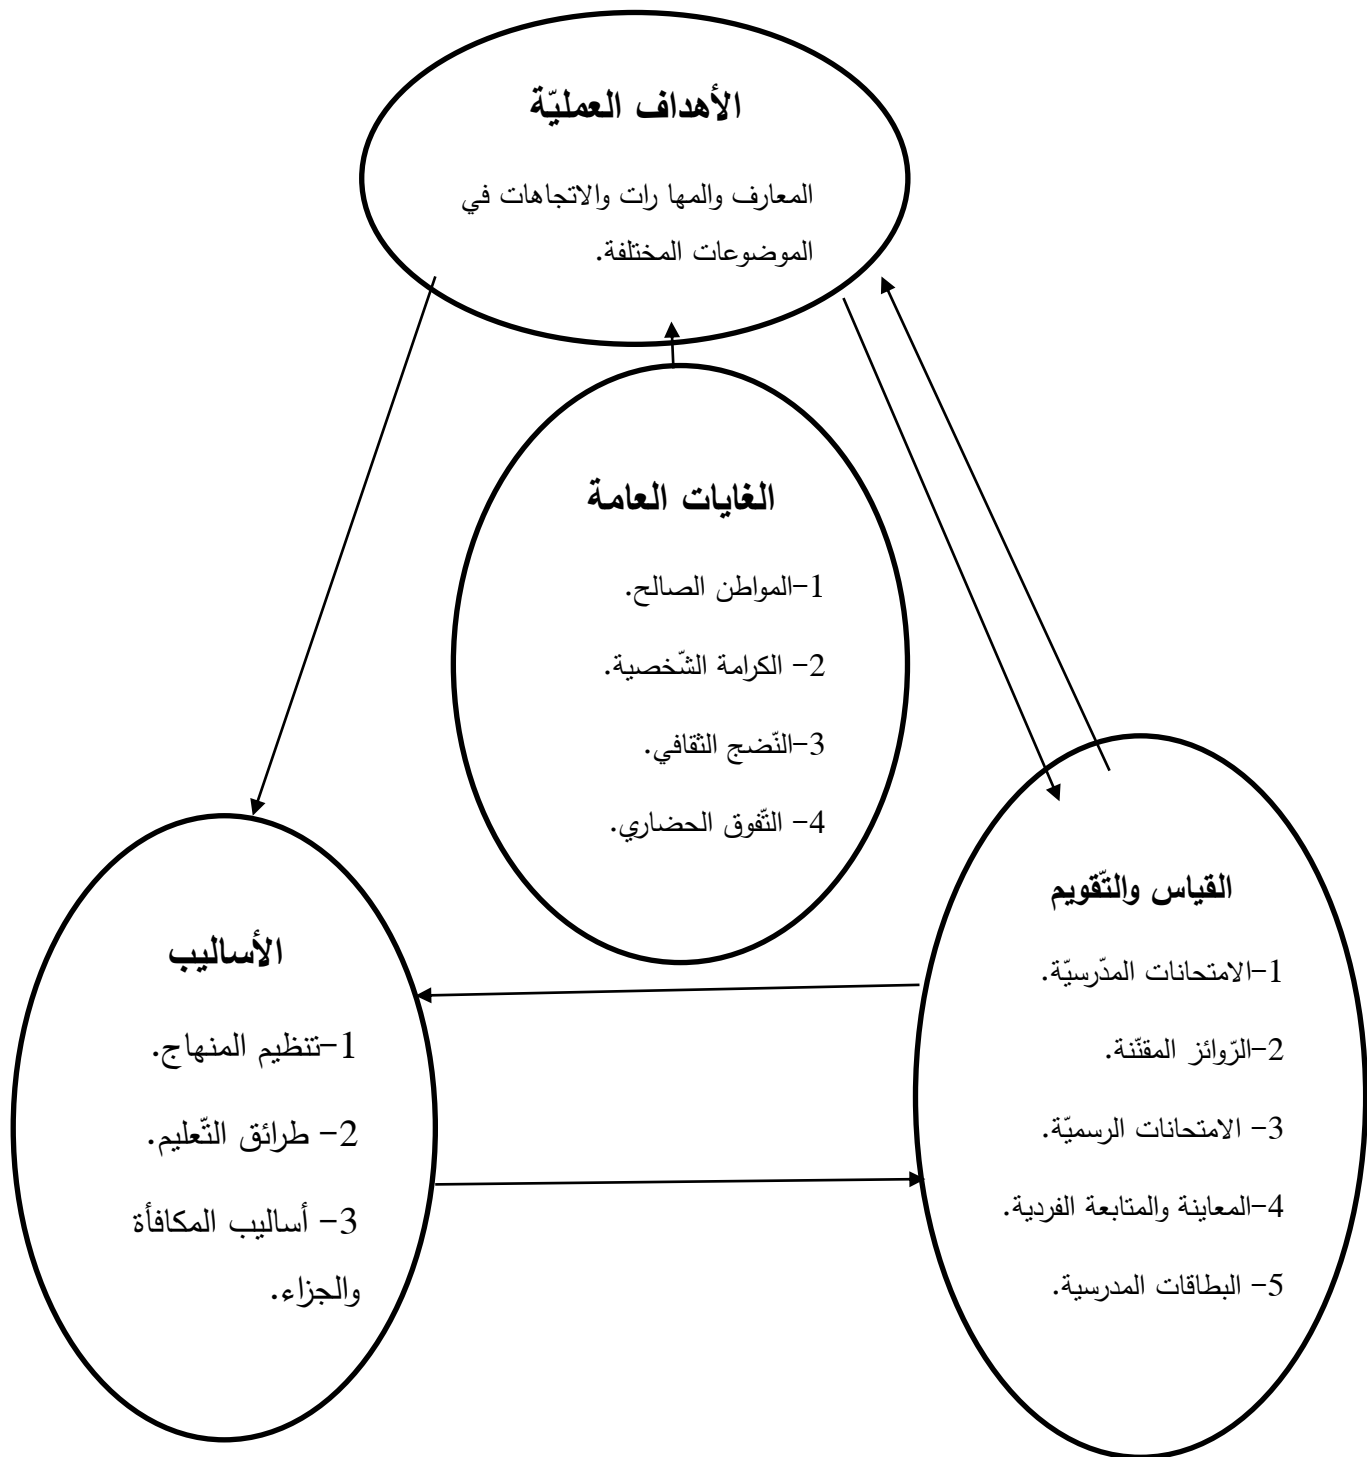 الأهداف العمليّة
المعارف والمها رات والاتجاهات في
الموضوعات المختلفة.
الغايات العامة
1-المواطن الصالح.
2- الكرامة الشّخصية.
3-النّضج الثقافي.
4- التّفوق الحضاري.
القياس والتّقويم
1-الامتحانات المدّرسيّة.
2-الرّوائز المقنّنة.
3- الامتحانات الرسميّة.
4-المعاينة والمتابعة الفردية.
5- البطاقات المدرسية.
الأساليب
1-تنظيم المنهاج.
2- طرائق التّعليم.
3- أساليب المكافأة
والجزاء.